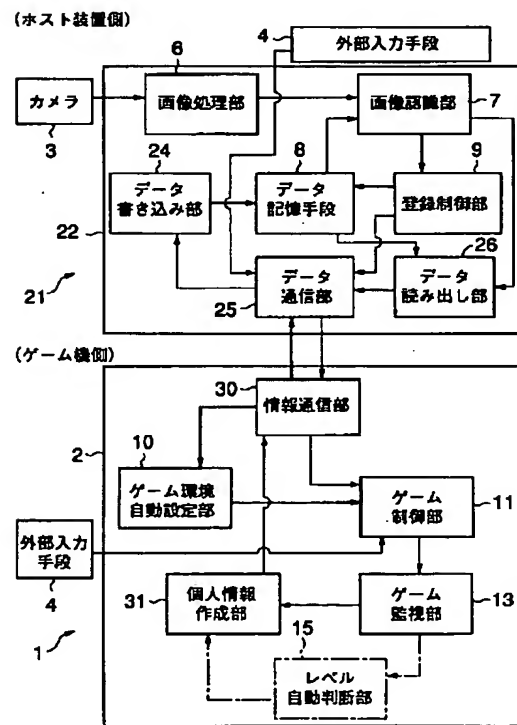 (ホスト装置側)
4
外部入力手段
6
カメラ
3
画像処理部
画像認識部
7
24
8
9
データ
書き込み部
データ
記憶手段
登録制御部
22
26
21
データ
通信部
25
データ
読み出し部
(ゲーム機側)
30
情報通信部
2
10
ゲーム環境
自動設定部
ゲーム
制御部
11
外部入力
手段
4
31
個人情報
作成部
ゲーム
監視部
13
1
15
レベル
自動判断部